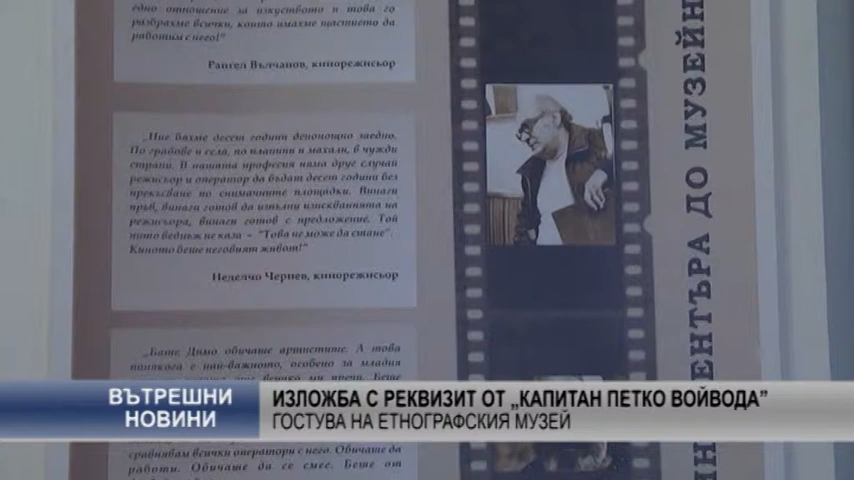 едно отношение за изкуството и това го
разбрахме всички, които имахме щастието да
работим с него!"
Рангел Вълчанов, кинорежисьор
„Ние бяхме десет години денонощно заедно.
По градове и села, по планини и махали, в чужди
страни. В нашата професия няма друг случай
режисьор и оператор да бъдат десет години без
прекъсване по снимачните площадки. Винаги
пръв, винаги готов да изпълни изискванията на
режисьора, винаги готов с предложение. Той
нито веднъж не каза – "Това не може да стане".
Киното беше неговият живот!"
Неделчо Чернев, кинорежисьор
„Бате Димо обичаше артистите. А това
понякога е най-важното, особено за младия
сравнявам всички оператори с него. Обичаше да
работи. Обичаше да се смее. Беше от
ЕНТЪРА ДО МУЗЕЙН
ВЪТРЕШНИ
НОВИНИ
ИЗЛОЖБА С РЕКВИЗИТ ОТ „КАПИТАН ПЕТКО ВОЙВОДА”
ГОСТУВА НА ЕТНОГРАФСКИЯ МУЗЕЙ